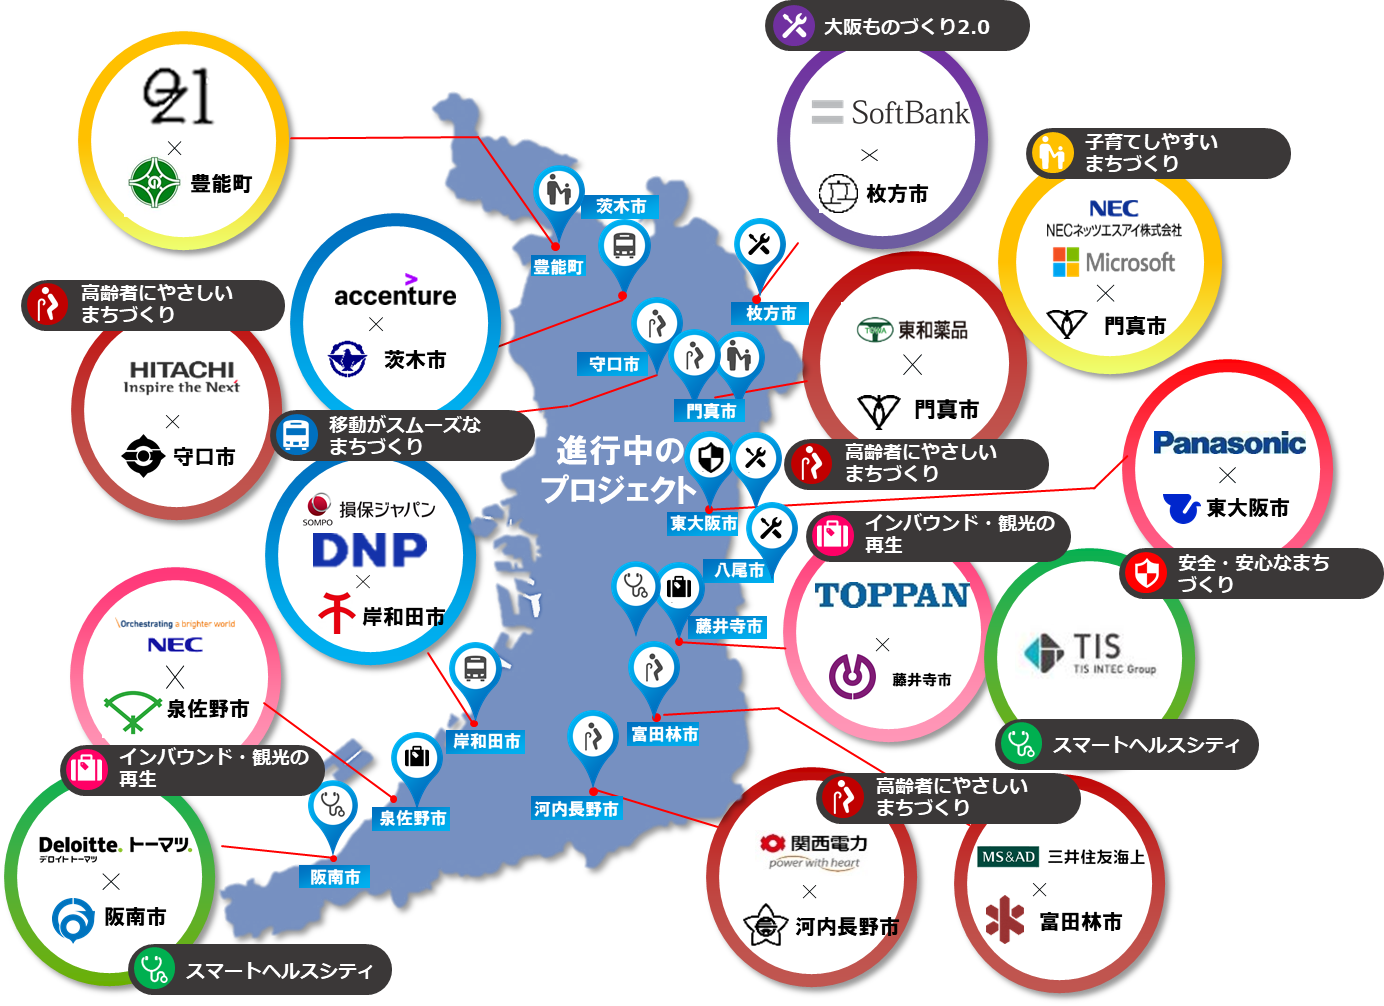 大阪ものづくり2.0
021
×
豊能町
SoftBank
×
枚方市
子育てしやすい
まちづくり
NEC
NECネッツエスアイ株式会社
Microsoft
×
門真市
茨木市
豊能町
枚方市
守口市
門真市
accenture
×
茨木市
高齢者にやさしい
まちづくり
HITACHI
Inspire the Next
×
守口市
移動がスムーズな
まちづくり
東和薬品
TOWA
×
門真市
高齢者にやさしい
まちづくり
進行中の
プロジェクト
東大阪市
八尾市
藤井寺市
富田林市
河内長野市
岸和田市
泉佐野市
阪南市
Panasonic
×
東大阪市
安全・安心なまち
づくり
SOMPO
損保ジャパン
DNP
×
岸和田市
インバウンド・観光の
再生
TOPPAN
×
藤井寺市
TIS
TIS INTEC Group
スマートヘルスシティ
Orchestrating a brighter world
NEC
×
泉佐野市
インバウンド・観光の
再生
Deloitte. トーマツ.
デロイト トーマツ
×
阪南市
スマートヘルスシティ
高齢者にやさしい
まちづくり
関西電力
power with heart
×
河内長野市
MS&AD 三井住友海上
×
富田林市